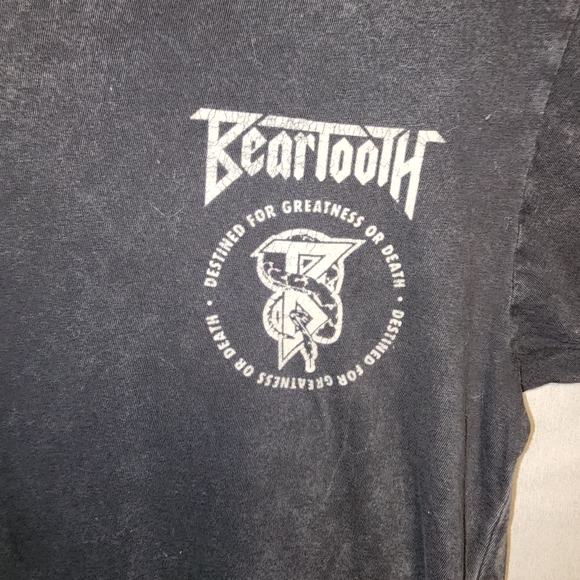 BEARTOOTH
DESTINED FOR GREATNESS OR DEATH • DESTINED FOR GREATNESS OR DEATH •